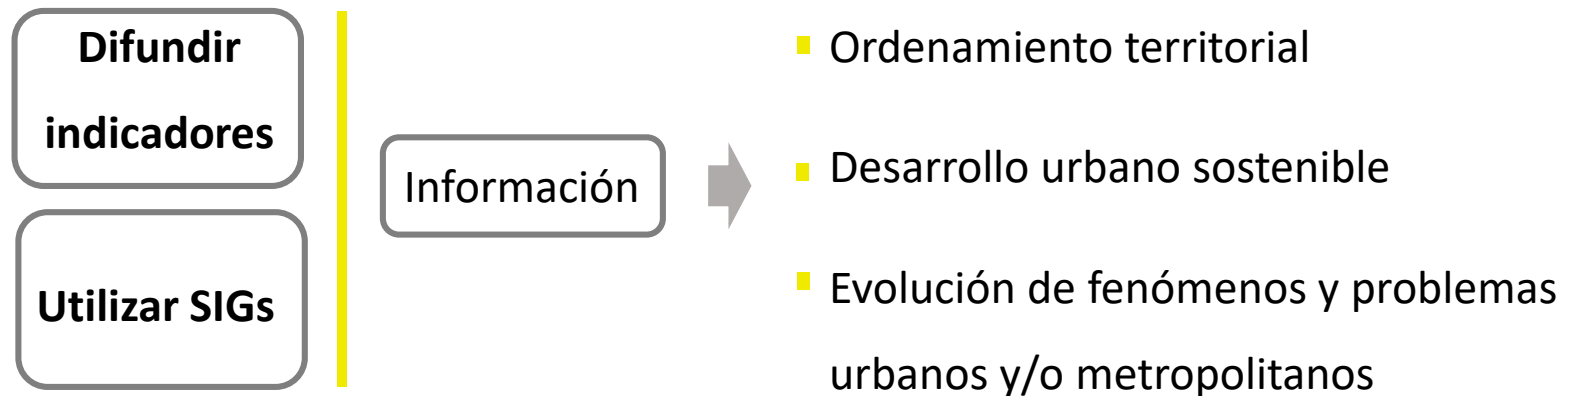 Difundir
indicadores
Utilizar SIGs
Información
Ordenamiento territorial
Desarrollo urbano sostenible
Evolución de fenómenos y problemas
urbanos y/o metropolitanos